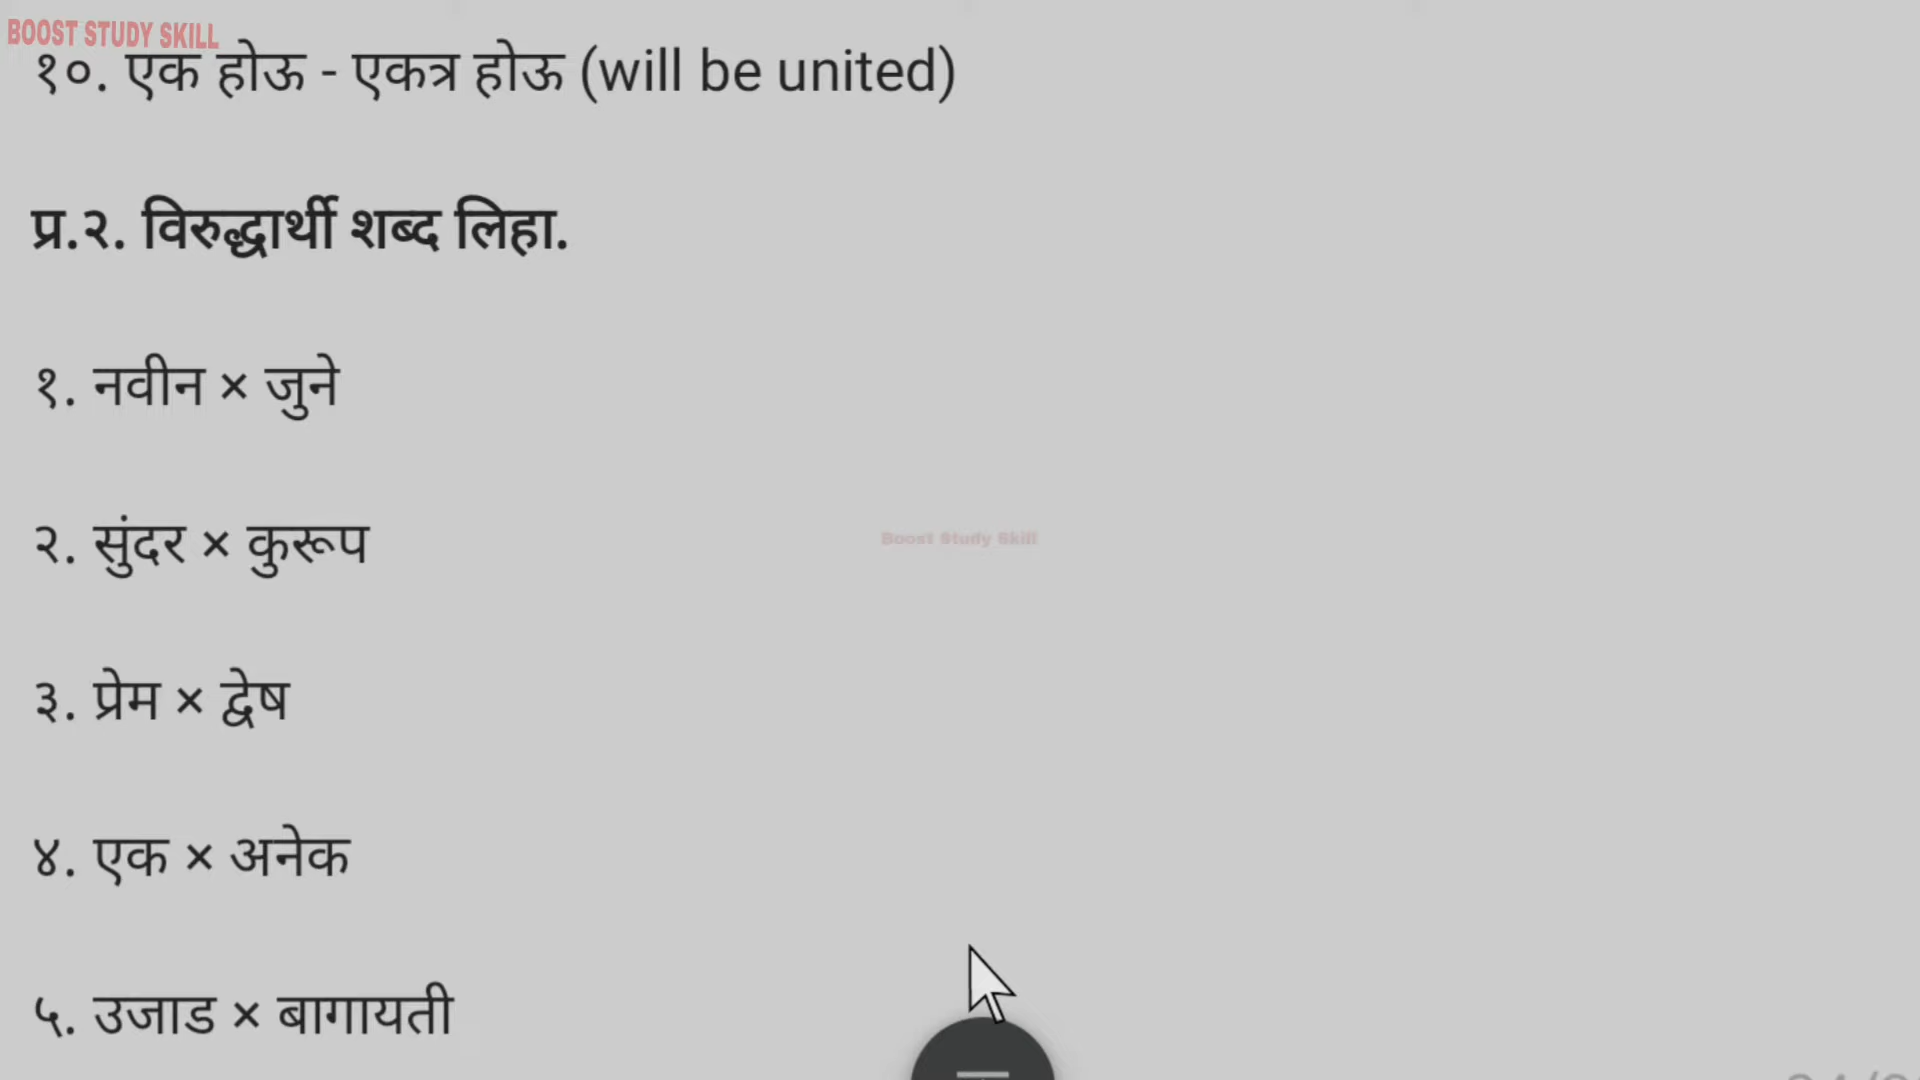 BOOST STUDY SKILL
१०. एक होऊ - एकत्र होऊ (will be united)
प्र.२. विरुद्धार्थी शब्द लिहा.
१. नवीन × जुने
२. सुंदर × कुरूप
Boost Study Skill
३. प्रेम × द्वेष
४. एक × अनेक
५. उजाड × बागायती